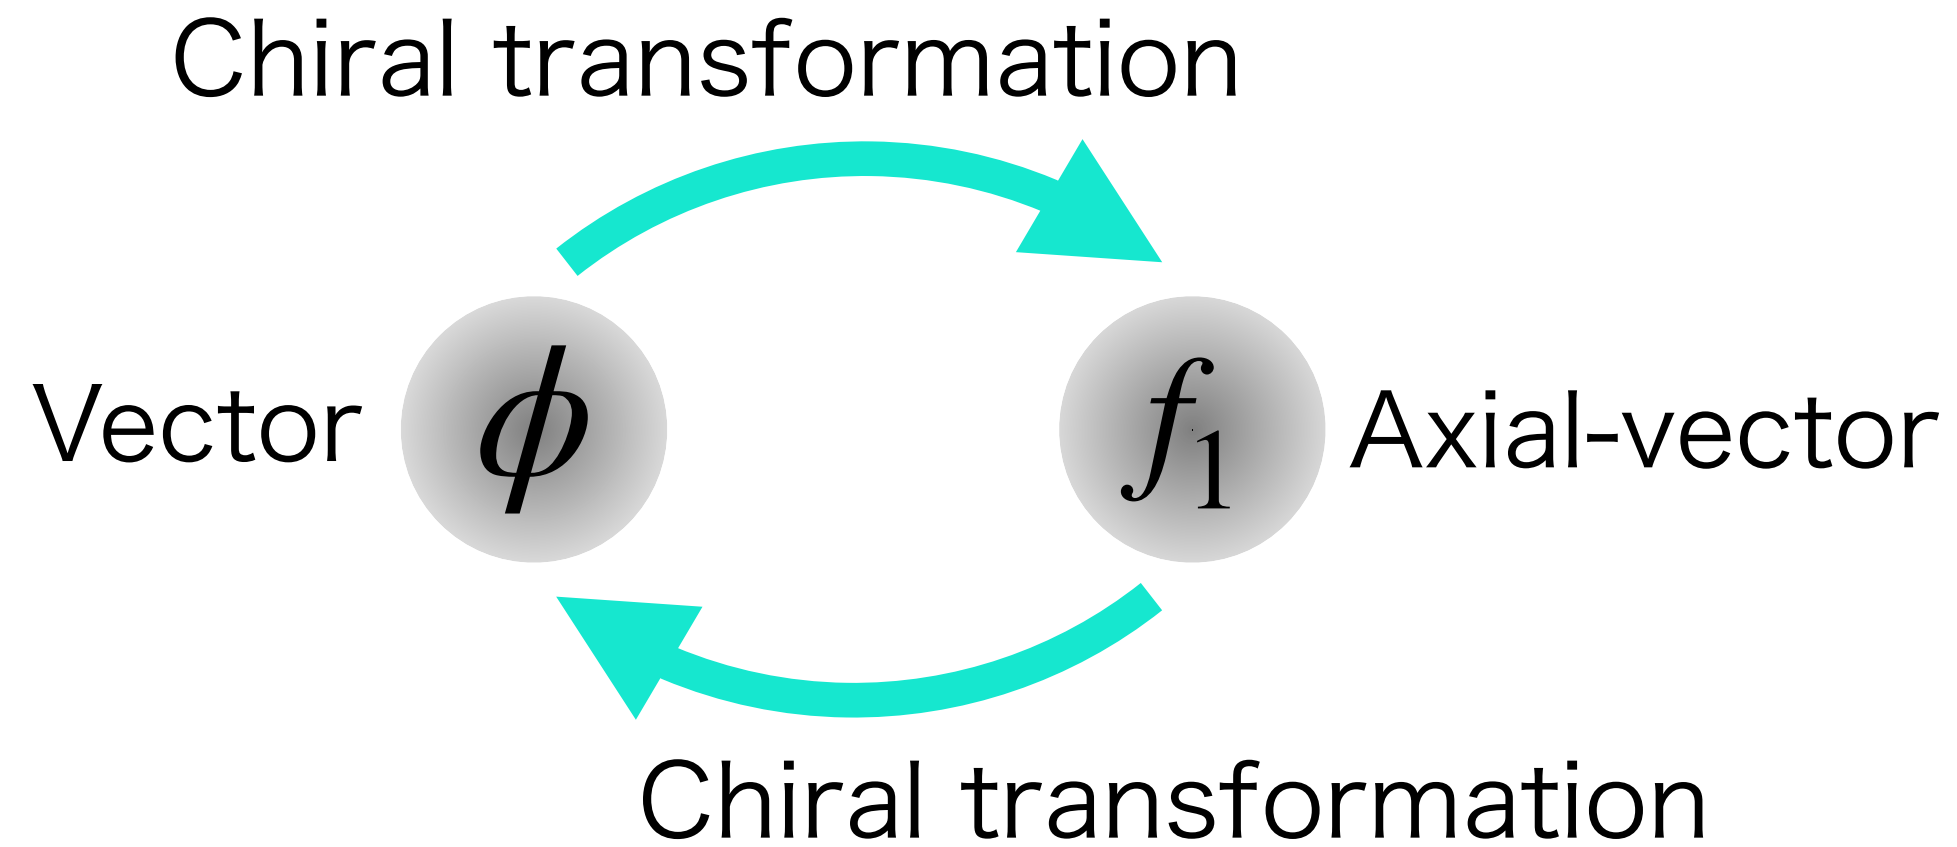 Chiral transformation
Vector ϕ f₁ Axial-vector
Chiral transformation